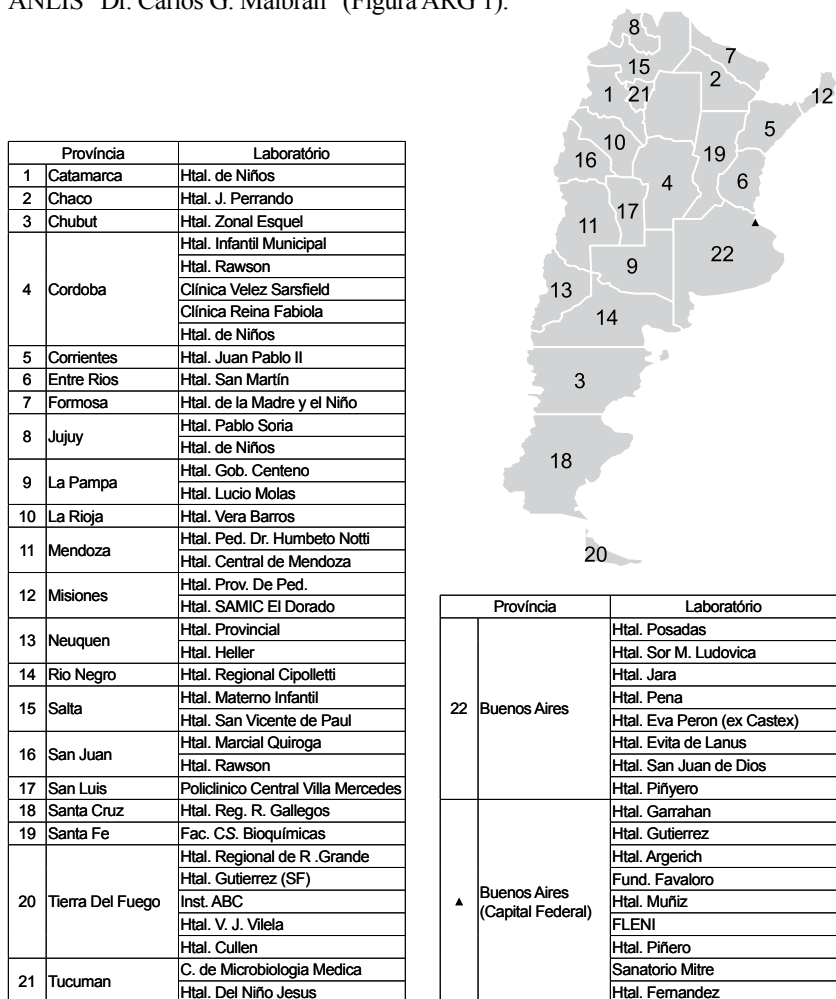 ANLIS "Dr. Carlos G. Malbrán" (Figura ARG 1).
8
7
15
2
1 21
12
5
10
19
16
6
4
17
11
22
9
13
14
3
18
20
Província Laboratório
1 Catamarca Htal. de Niños
2 Chaco Htal. J. Perrando
3 Chubut Htal. Zonal Esquel
4 Cordoba Htal. Infantil Municipal
Htal. Rawson
Clínica Velez Sarsfield
Clínica Reina Fabiola
Htal. de Niños
5 Corrientes Htal. Juan Pablo II
6 Entre Rios Htal. San Martín
7 Formosa Htal. de la Madre y el Niño
8 Jujuy Htal. Pablo Soria
Htal. de Niños
9 La Pampa Htal. Gob. Centeno
Htal. Lucio Molas
10 La Rioja Htal. Vera Barros
11 Mendoza Htal. Ped. Dr. Humbeto Notti
Htal. Central de Mendoza
12 Misiones Htal. Prov. De Ped.
Htal. SAMIC El Dorado
13 Neuquen Htal. Provincial
Htal. Heller
14 Rio Negro Htal. Regional Cipolletti
15 Salta Htal. Materno Infantil
Htal. San Vicente de Paul
16 San Juan Htal. Marcial Quiroga
Htal. Rawson
17 San Luis Policlinico Central Villa Mercedes
18 Santa Cruz Htal. Reg. R. Gallegos
19 Santa Fe Fac. CS. Bioquímicas
20 Tierra Del Fuego Htal. Regional de R .Grande
Htal. Gutierrez (SF)
Inst. ABC
Htal. V. J. Vilela
Htal. Cullen
21 Tucuman C. de Microbiologia Medica
Htal. Del Niño Jesus
Província Laboratório
22 Buenos Aires Htal. Posadas
Htal. Sor M. Ludovica
Htal. Jara
Htal. Pena
Htal. Eva Peron (ex Castex)
Htal. Evita de Lanus
Htal. San Juan de Dios
Htal. Piñyero
▲ Buenos Aires (Capital Federal) Htal. Garrahan
Htal. Gutierrez
Htal. Argerich
Fund. Favaloro
Htal. Muñiz
FLENI
Htal. Piñero
Sanatorio Mitre
Htal. Fernandez